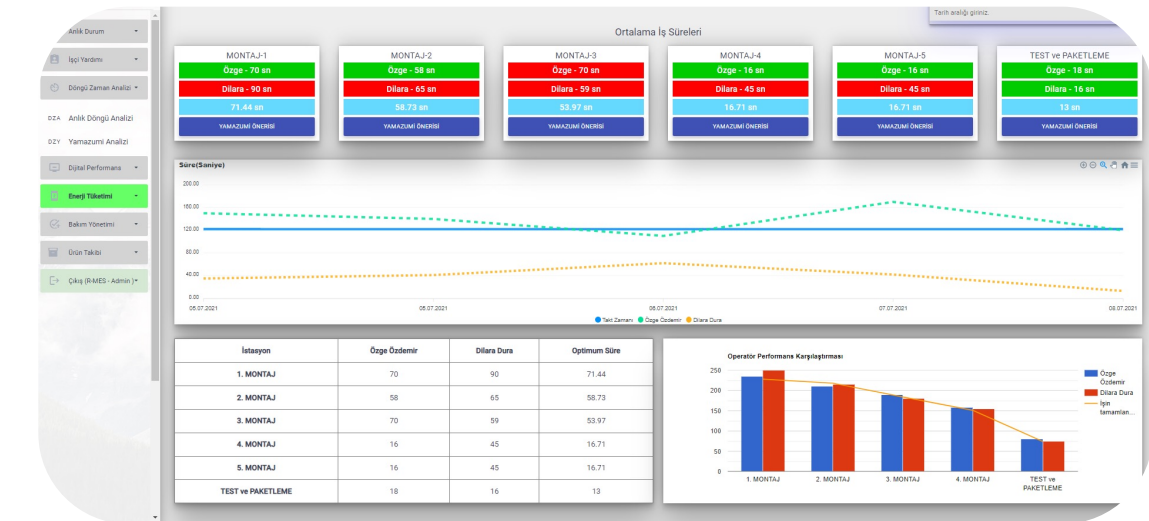 Tarih aralığı giriniz.
Anlık Durum
İşçi Yardımı
Döngü Zaman Analizi
DZA Anlık Döngü Analizi
DZY Yamazumi Analizi
Dijital Performans
Enerji Tüketimi
Bakım Yönetimi
Ürün Takibi
Çıkış (R-MES - Admin )
Ortalama İş Süreleri
MONTAJ-1
Özge - 70 sn
Dilara - 90 sn
71.44 sn
YAMAZUMİ ÖNERİSİ
MONTAJ-2
Özge - 58 sn
Dilara - 65 sn
58.73 sn
YAMAZUMİ ÖNERİSİ
MONTAJ-3
Özge - 70 sn
Dilara - 59 sn
53.97 sn
YAMAZUMİ ÖNERİSİ
MONTAJ-4
Özge - 16 sn
Dilara - 45 sn
16.71 sn
YAMAZUMİ ÖNERİSİ
MONTAJ-5
Özge - 16 sn
Dilara - 45 sn
16.71 sn
YAMAZUMİ ÖNERİSİ
TEST ve PAKETLEME
Özge - 18 sn
Dilara - 16 sn
13 sn
YAMAZUMİ ÖNERİSİ
Süre(Saniye)
200.00
160.00
120.00
80.00
40.00
0.00
05.07.2021 05.07.2021 06.07.2021 07.07.2021 08.07.2021
Takt Zamanı Özge Özdemir Dilara Dura
İstasyon Özge Özdemir Dilara Dura Optimum Süre
1. MONTAJ 70 90 71.44
2. MONTAJ 58 65 58.73
3. MONTAJ 70 59 53.97
4. MONTAJ 16 45 16.71
5. MONTAJ 16 45 16.71
TEST ve PAKETLEME 18 16 13
Operatör Performans Karşılaştırması
250
200
150
100
50
0
1. MONTAJ 2. MONTAJ 3. MONTAJ 4. MONTAJ TEST ve
PAKETLEME
Özge
Özdemir
Dilara Dura
İşin
tamamlan...